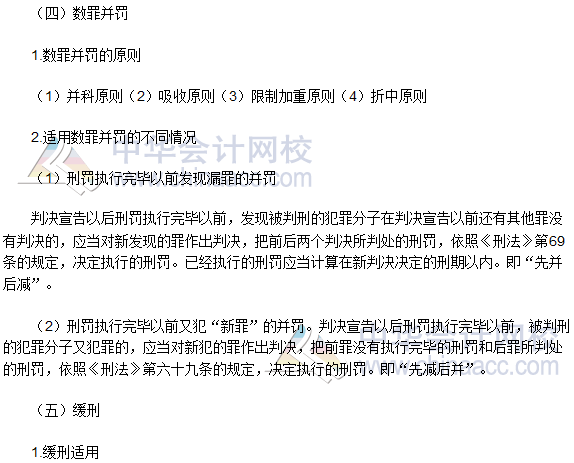 （四）数罪并罚
1.数罪并罚的原则
（1）并科原则（2）吸收原则（3）限制加重原则（4）折中原则
2.适用数罪并罚的不同情况
中华会计网校
（1）刑罚执行完毕以前发现漏罪的并罚
www.chinaacc.com
判决宣告以后刑罚执行完毕以前，发现被判刑的犯罪分子在判决宣告以前还有其他罪没
有判决的，应当对新发现的罪作出判决，把前后两个判决所判处的刑罚，依照《刑法》第69
条的规定，决定执行的刑罚。已经执行的刑罚应当计算在新判决决定的刑期以内。即“先并
后减”。
（2）刑罚执行完毕以前又犯“新罪”的并罚。判决宣告以后刑罚执行完毕以前，被判刑
的犯罪分子又犯罪的，应当对新犯的罪作出判决，把前罪没有执行完毕的刑罚和后罪所判处
的刑罚，依照《刑法》第六十九条的规定，决定执行的刑罚。即“先减后并”。
中华会计网校
www.chinaacc.com
（五）缓刑
1.缓刑适用